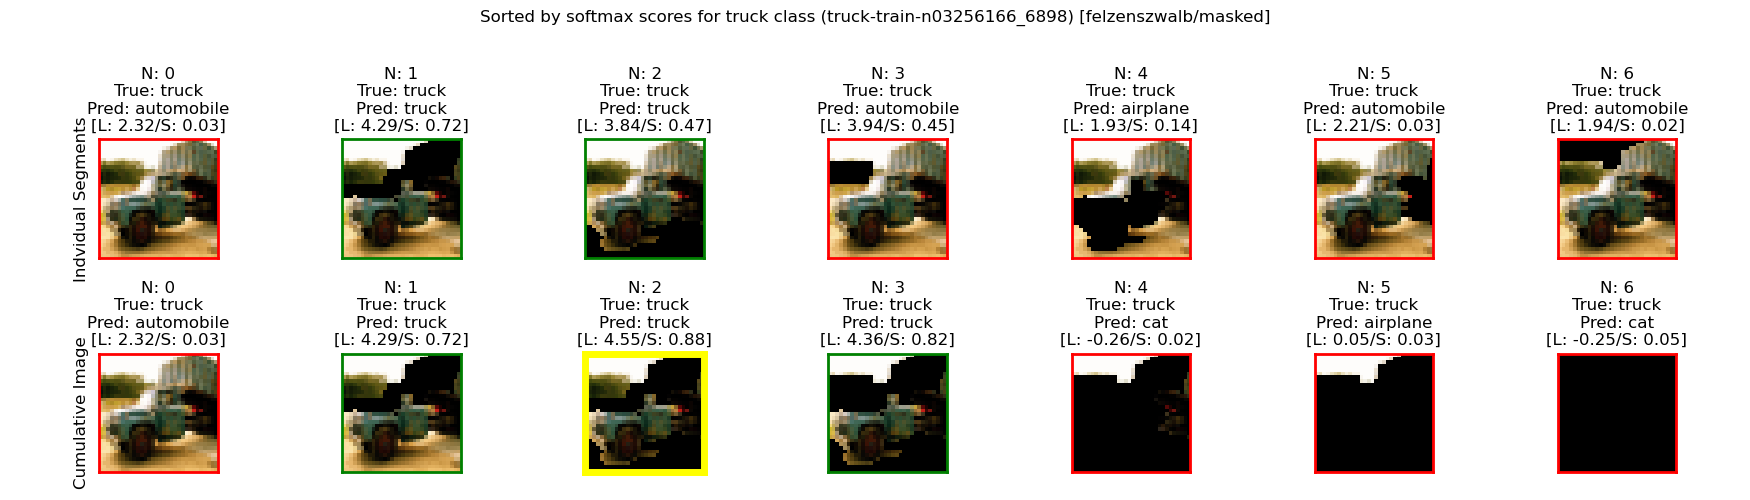 Sorted by softmax scores for truck class (truck-train-n03256166_6898) [felzenszwalb/masked]
Indvidual Segments
N: 0
True: truck
Pred: automobile
[L: 2.32/S: 0.03]
N: 1
True: truck
Pred: truck
[L: 4.29/S: 0.72]
N: 2
True: truck
Pred: truck
[L: 3.84/S: 0.47]
N: 3
True: truck
Pred: automobile
[L: 3.94/S: 0.45]
N: 4
True: truck
Pred: airplane
[L: 1.93/S: 0.14]
N: 5
True: truck
Pred: automobile
[L: 2.21/S: 0.03]
N: 6
True: truck
Pred: automobile
[L: 1.94/S: 0.02]
Cumulative Image
N: 0
True: truck
Pred: automobile
[L: 2.32/S: 0.03]
N: 1
True: truck
Pred: truck
[L: 4.29/S: 0.72]
N: 2
True: truck
Pred: truck
[L: 4.55/S: 0.88]
N: 3
True: truck
Pred: truck
[L: 4.36/S: 0.82]
N: 4
True: truck
Pred: cat
[L: -0.26/S: 0.02]
N: 5
True: truck
Pred: airplane
[L: 0.05/S: 0.03]
N: 6
True: truck
Pred: cat
[L: -0.25/S: 0.05]